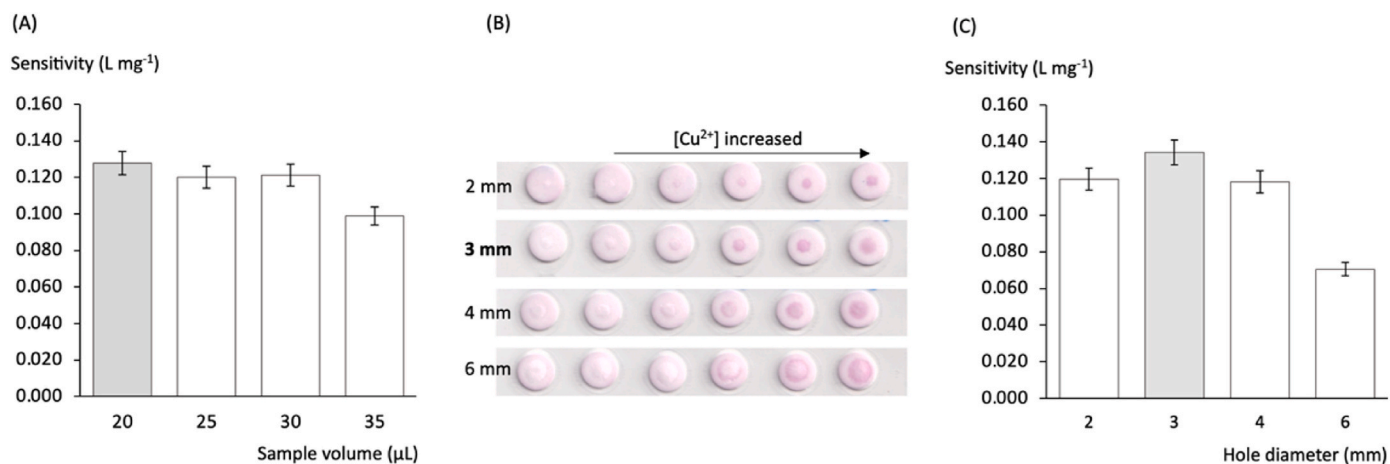 (A)
Sensitivity (L mg⁻¹)
0.160
0.140
0.120
0.100
0.080
0.060
0.040
0.020
0.000
20 25 30 35
Sample volume (µL)
(B)
[Cu²⁺] increased
2 mm
3 mm
4 mm
6 mm
(C)
Sensitivity (L mg⁻¹)
0.160
0.140
0.120
0.100
0.080
0.060
0.040
0.020
0.000
2 3 4 6
Hole diameter (mm)